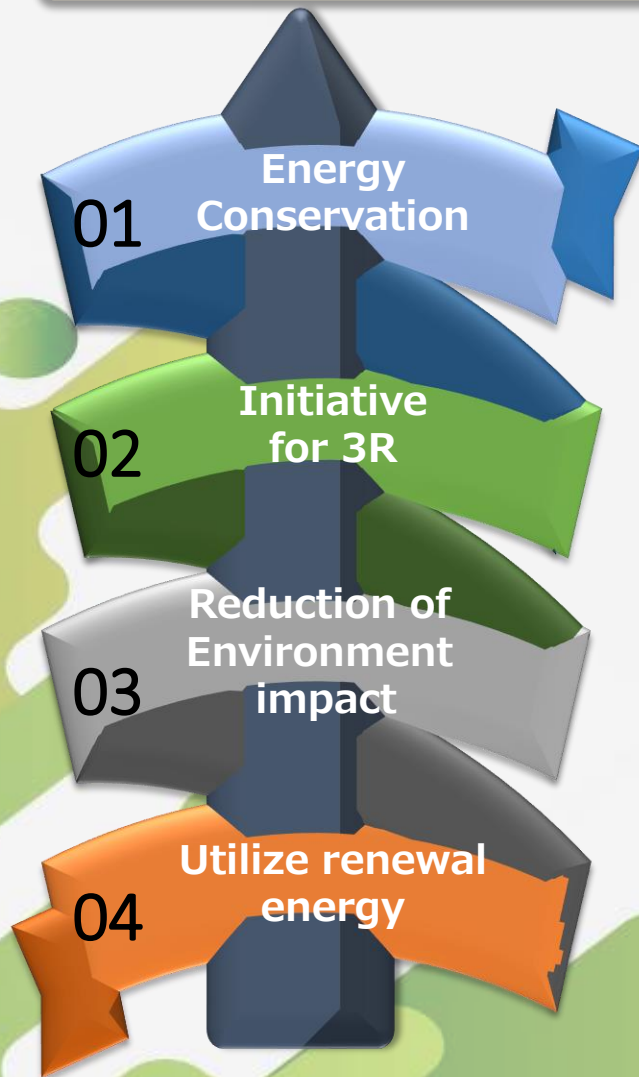 01
Energy
Conservation
02
Initiative
for 3R
03
Reduction of
Environment
impact
04
Utilize renewal
energy